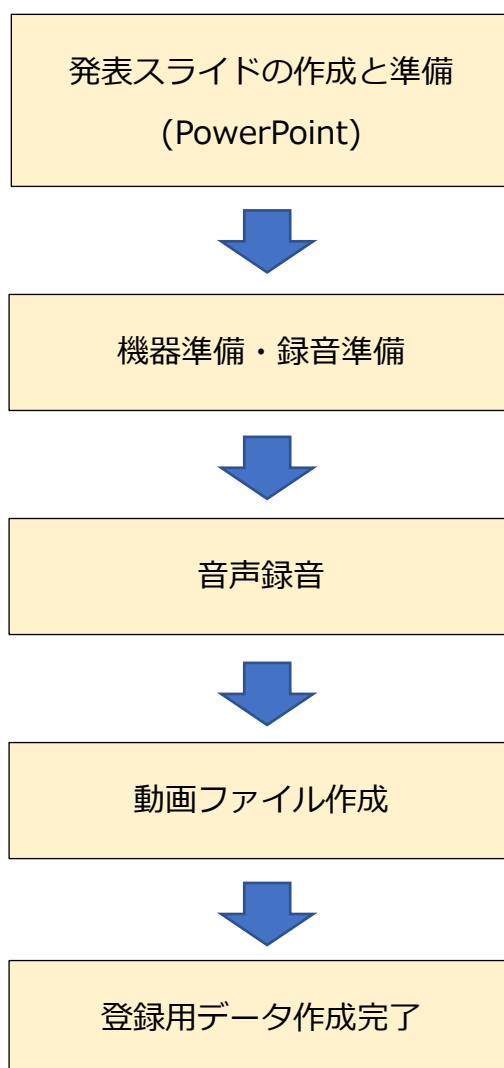 発表スライドの作成と準備
(PowerPoint)
機器準備・録音準備
音声録音
動画ファイル作成
登録用データ作成完了